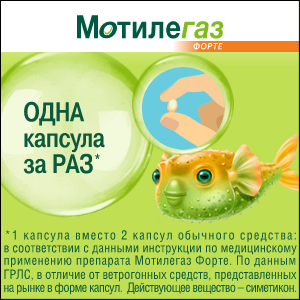 Мотилегаз
ФОРТЕ
ОДНА
капсула
за РАЗ*
*1 капсула вместо 2 капсул обычного средства:
в соответствии с данными инструкции по медицинскому
применению препарата Мотилегаз Форте. По данным
ГРЛС, в отличие от ветрогонных средств, представленных
на рынке в форме капсул. Действующее вещество – симетикон.